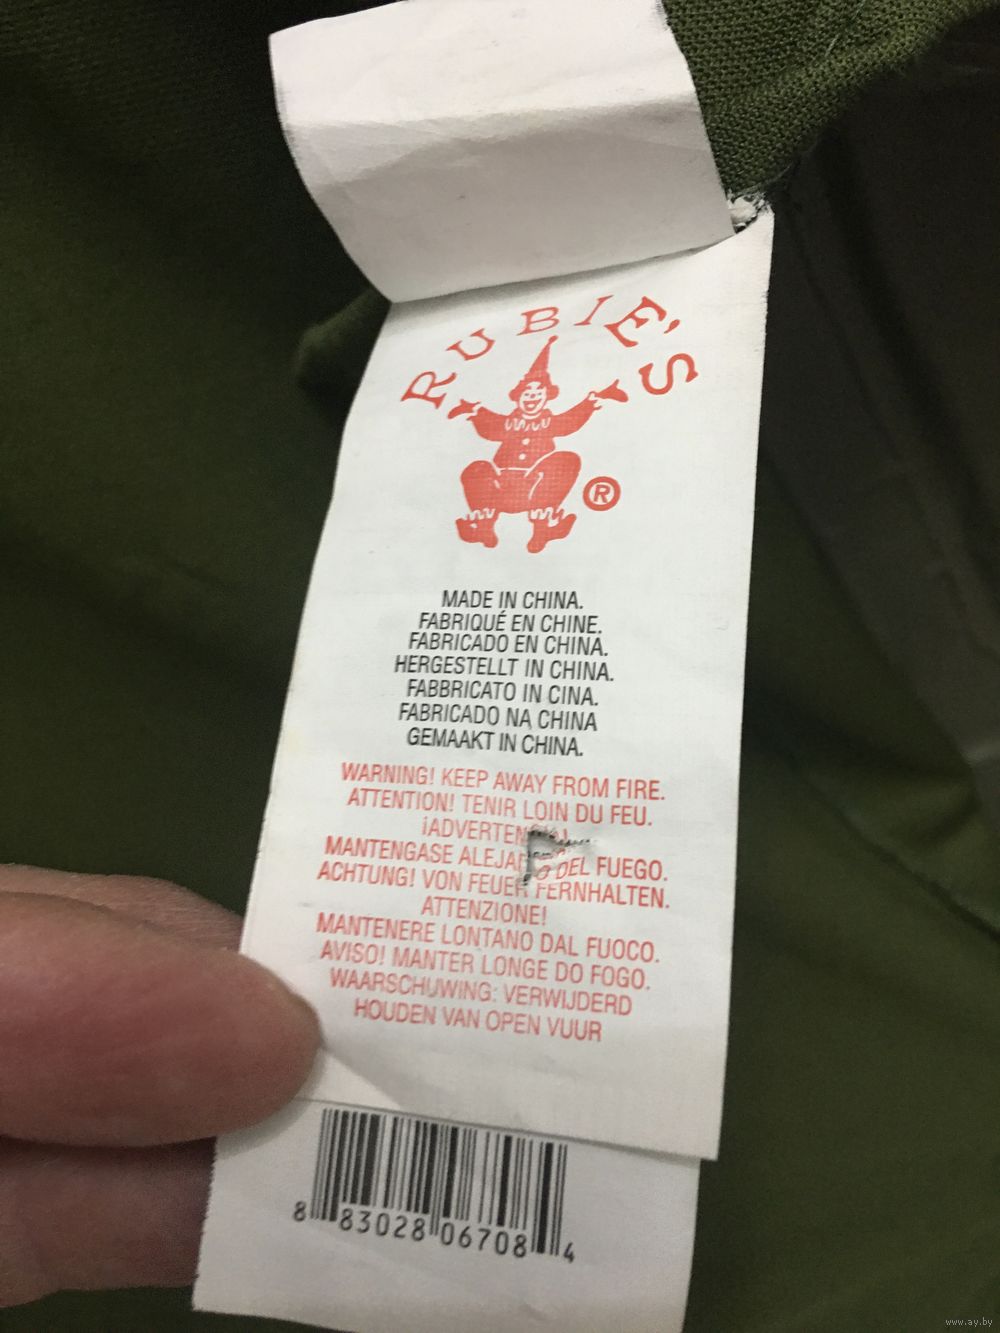 RUBIE'S
®
MADE IN CHINA.
FABRIQUÉ EN CHINE.
FABRICADO EN CHINA.
HERGESTELLT IN CHINA.
FABBRICATO IN CINA.
FABRICADO NA CHINA
GEMAAKT IN CHINA.
WARNING! KEEP AWAY FROM FIRE.
ATTENTION! TENIR LOIN DU FEU.
MANTENGASE DEL FUEGO.
ACHTUNG! VON FEUER FERNHALTEN.
ATTENZIONE!
MANTENERE LONTANO DAL FUOCO.
AVISO! MANTER LONGE DO FOGO.
WAARSCHUWING: VERWIJDERD
HOUDEN VAN OPEN VUUR
8 83028 06708 4
www.ay.by